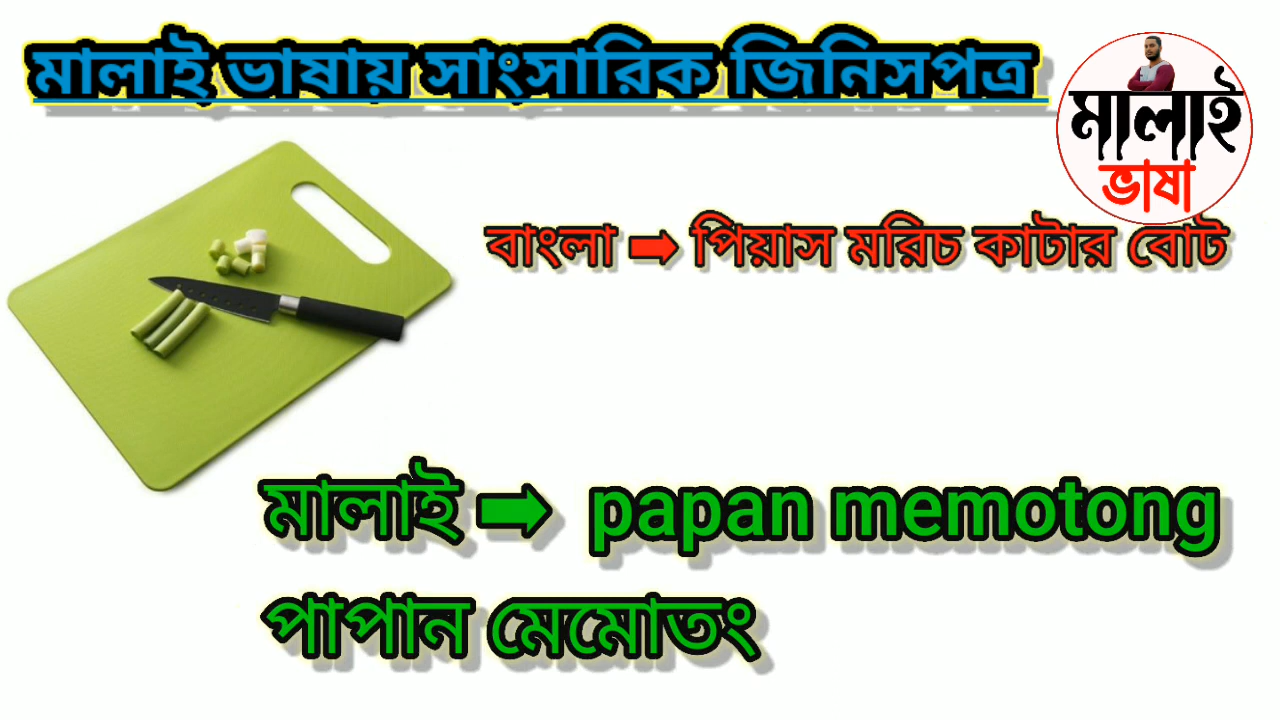 মালাই ভাষায় সাংসারিক জিনিসপত্র
মালাই
ভাষা
বাংলা ➡ পিয়াস মরিচ কাটার বোট
মালাই ➡ papan memotong
পাপান মেমোতং